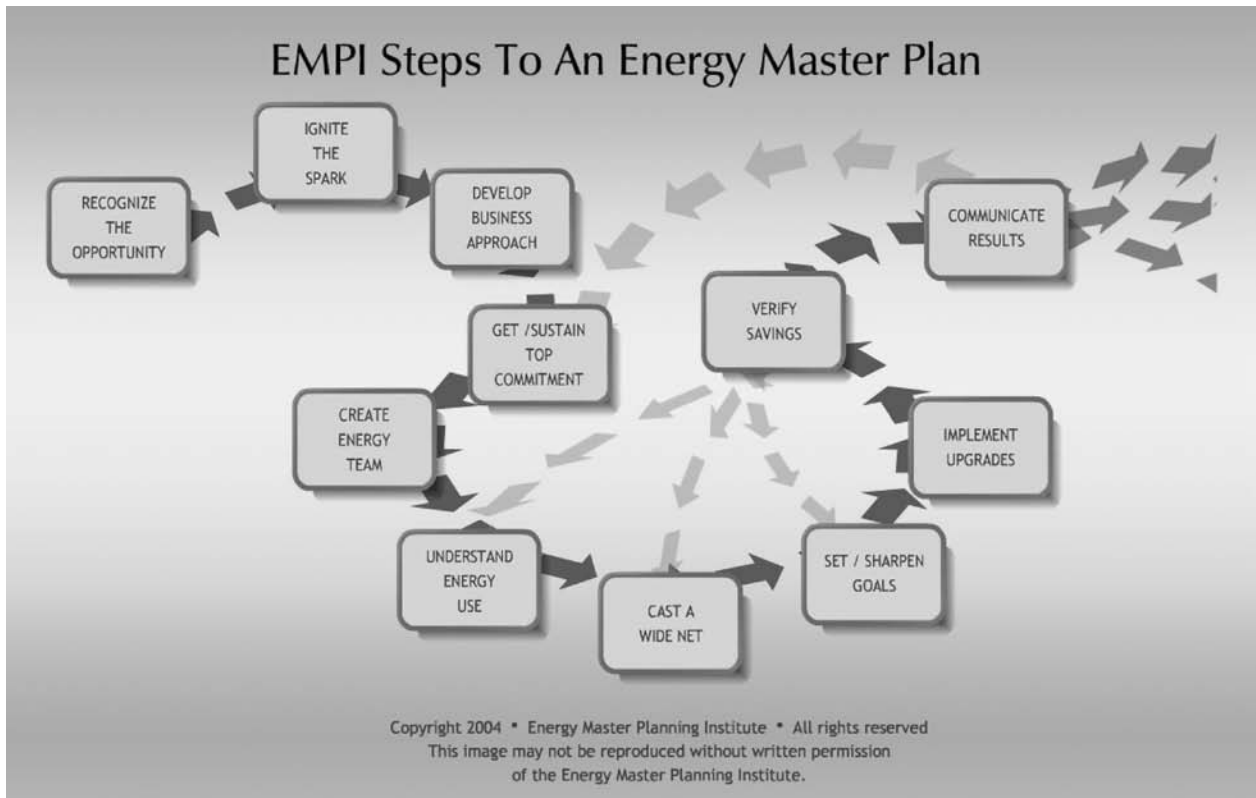 EMPI Steps To An Energy Master Plan
RECOGNIZE
THE
OPPORTUNITY
IGNITE
THE
SPARK
DEVELOP
BUSINESS
APPROACH
GET /SUSTAIN
TOP
COMMITMENT
CREATE
ENERGY
TEAM
UNDERSTAND
ENERGY
USE
CAST A
WIDE NET
SET / SHARPEN
GOALS
IMPLEMENT
UPGRADES
VERIFY
SAVINGS
COMMUNICATE
RESULTS
Copyright 2004 * Energy Master Planning Institute * All rights reserved
This image may not be reproduced without written permission
of the Energy Master Planning Institute.